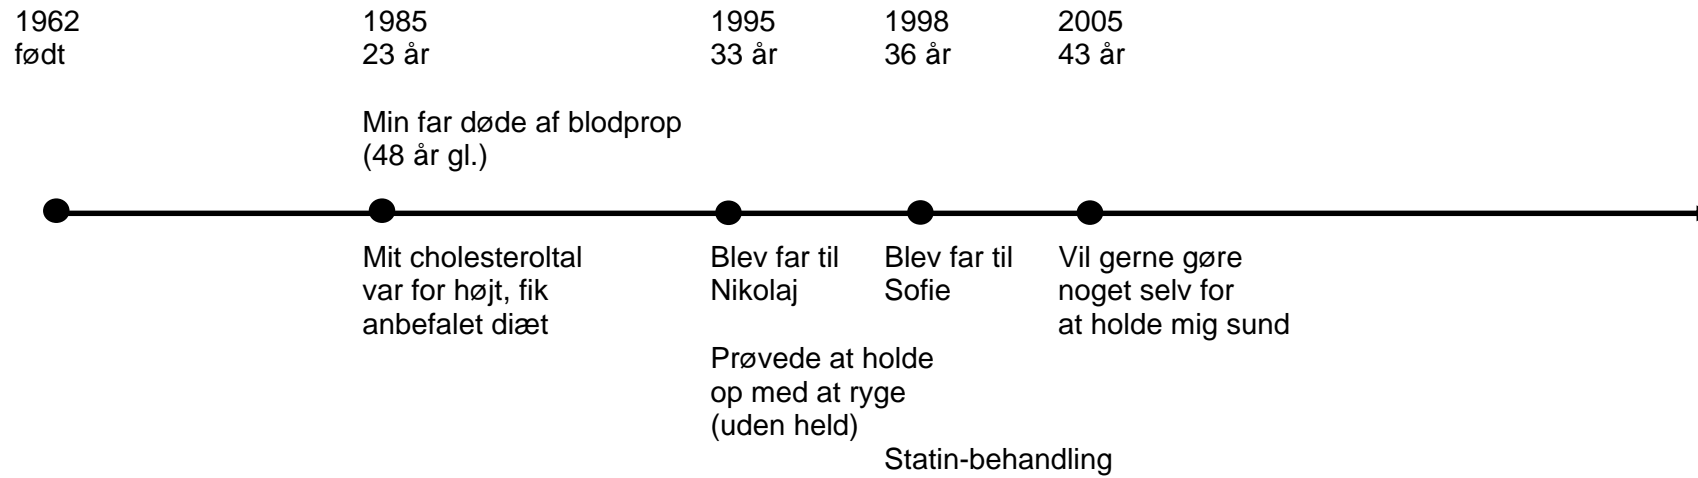 1962
født
1985
23 år
1995
33 år
1998
36 år
2005
43 år
Min far døde af blodprop
(48 år gl.)
Mit cholesteroltal
var for højt, fik
anbefalet diæt
Blev far til
Nikolaj
Prøvede at holde
op med at ryge
(uden held)
Blev far til
Sofie
Statin-behandling
Vil gerne gøre
noget selv for
at holde mig sund